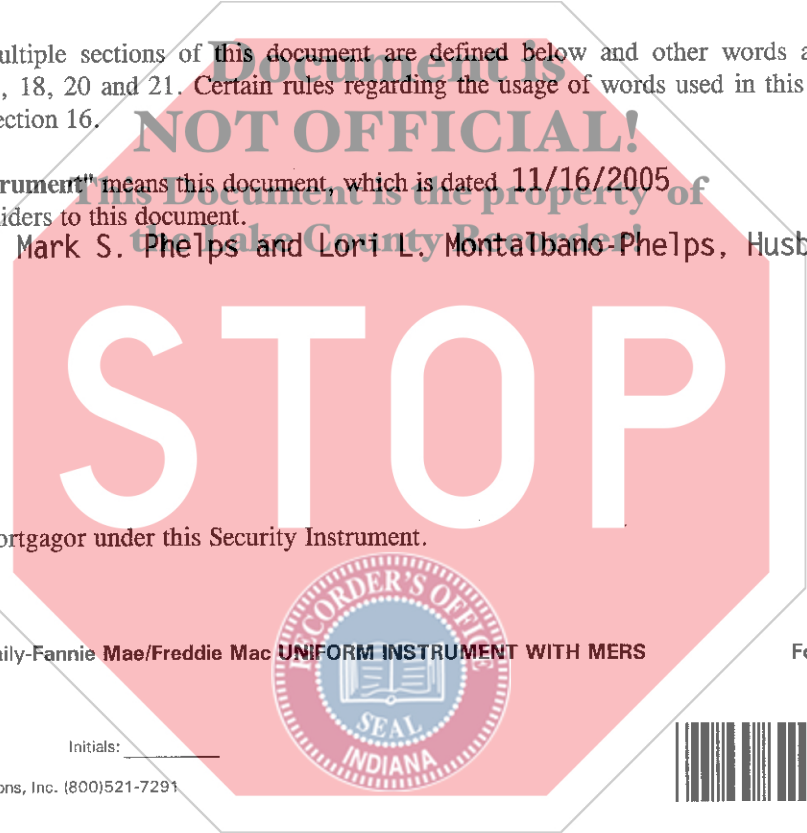 Document is
ultiple sections of this document are defined below and other words a
, 18, 20 and 21. Certain rules regarding the usage of words used in this
ection 16.
NOT OFFICIAL!
rument" means this document, which is dated 11/16/2005
This Document is the property of
iders to this document.
the Lake County Recorder!
Mark S. Phelps and Lori L. Montalbano-Phelps, Husb
STOP
ortgagor under this Security Instrument.
RECORDER'S OFFICE
ily-Fannie Mae/Freddie Mac UNIFORM INSTRUMENT WITH MERS
Fo
SEAL
INDIANA
Initials:
ons, Inc. (800)521-7291